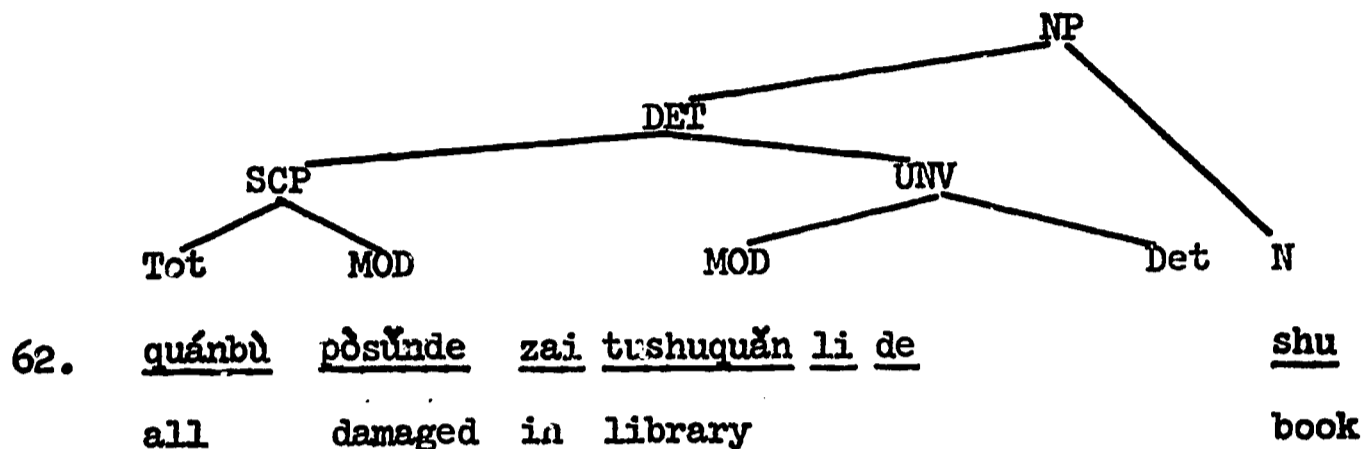 NP
DET
SCP UNV
Tot MOD MOD Det N
62. quánbù pòsǔnde zai tushuquǎn li de shu
all damaged in library book